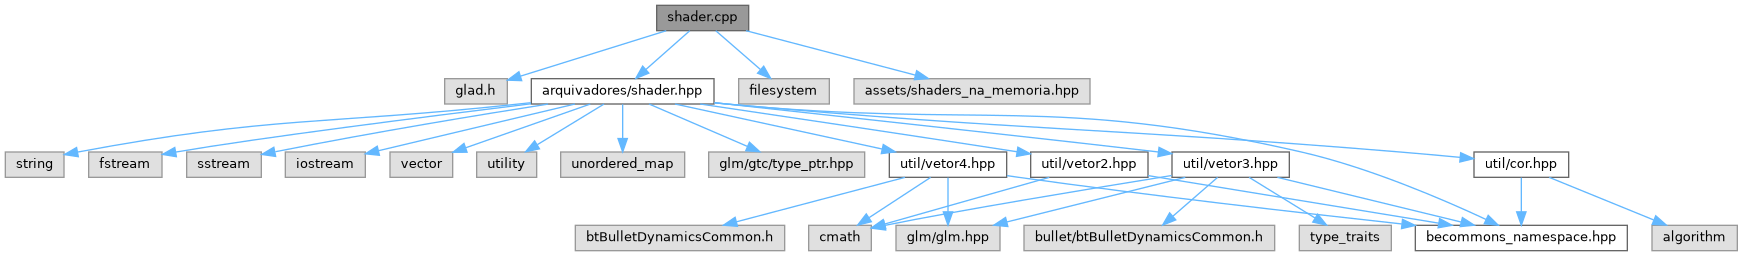 shader.cpp
glad.h
arquivadores/shader.hpp
filesystem
assets/shaders_na_memoria.hpp
string
fstream
sstream
iostream
vector
utility
unordered_map
glm/gtc/type_ptr.hpp
util/vetor4.hpp
util/vetor2.hpp
util/vetor3.hpp
util/cor.hpp
btBulletDynamicsCommon.h
cmath
glm/glm.hpp
bullet/btBulletDynamicsCommon.h
type_traits
becommons_namespace.hpp
algorithm